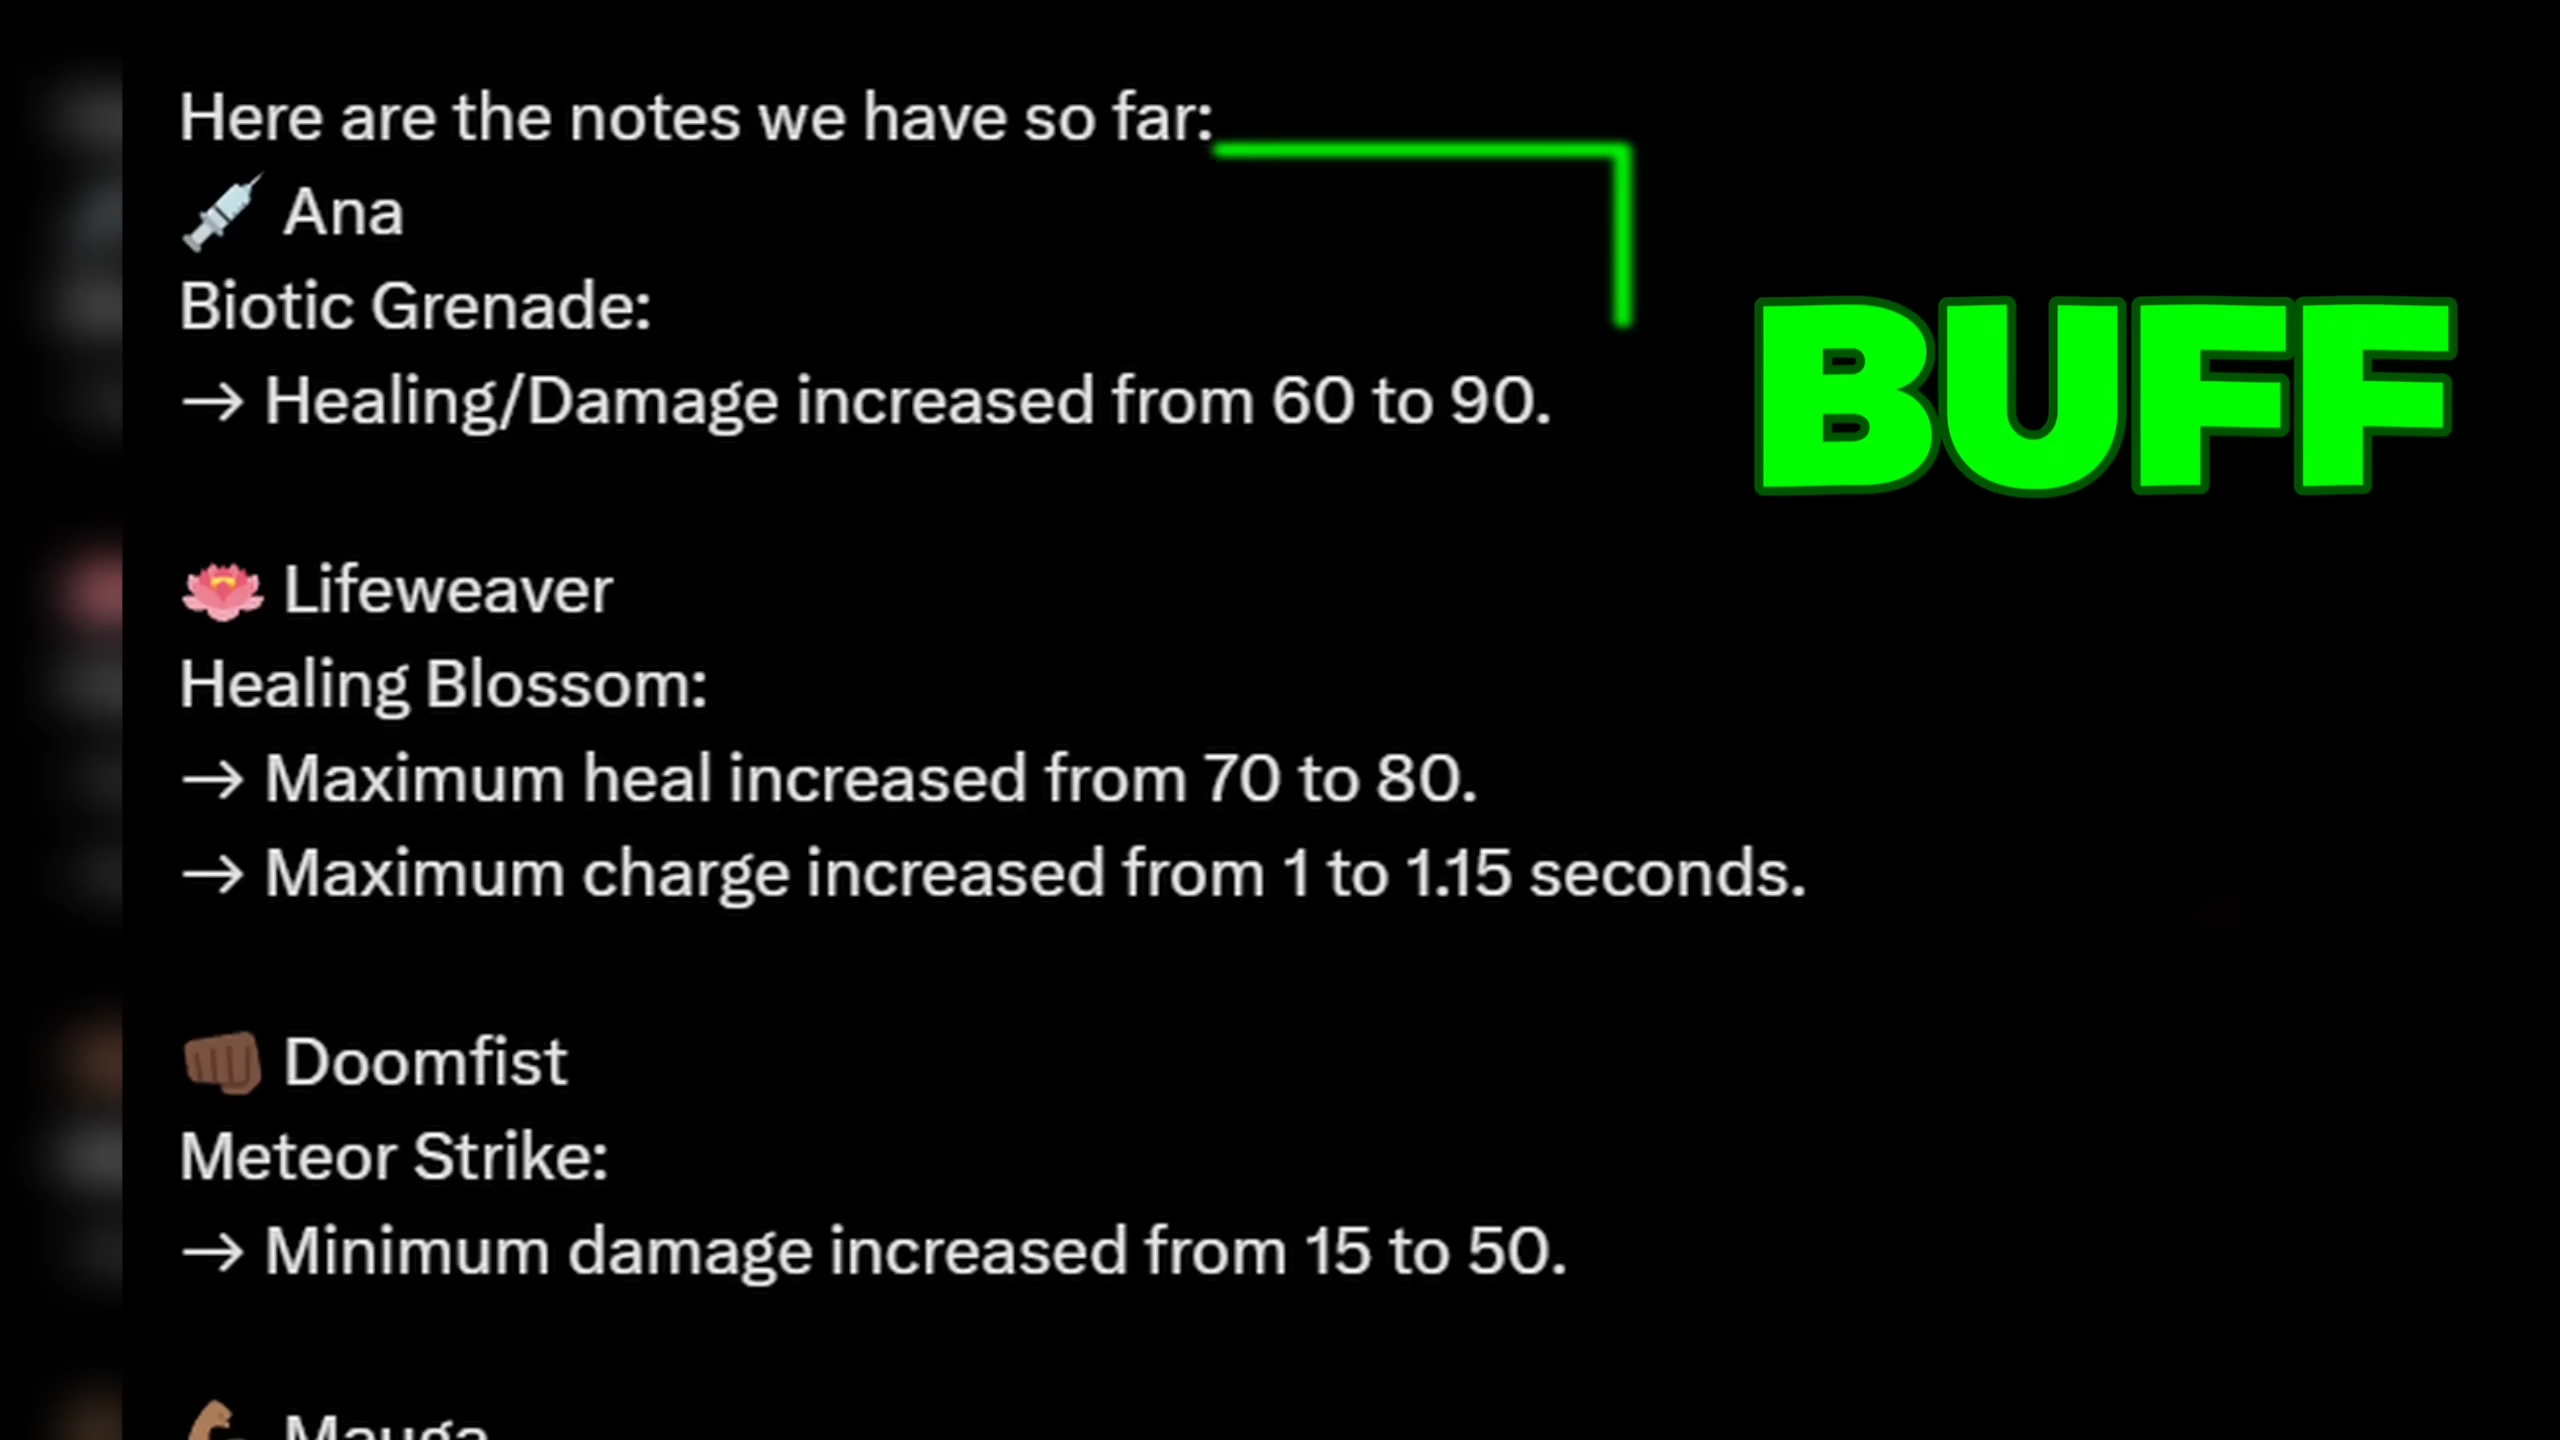 Here are the notes we have so far:
Ana
Biotic Grenade:
→ Healing/Damage increased from 60 to 90.
BUFF
Lifeweaver
Healing Blossom:
→ Maximum heal increased from 70 to 80.
→ Maximum charge increased from 1 to 1.15 seconds.
Doomfist
Meteor Strike:
→ Minimum damage increased from 15 to 50.
Mauga